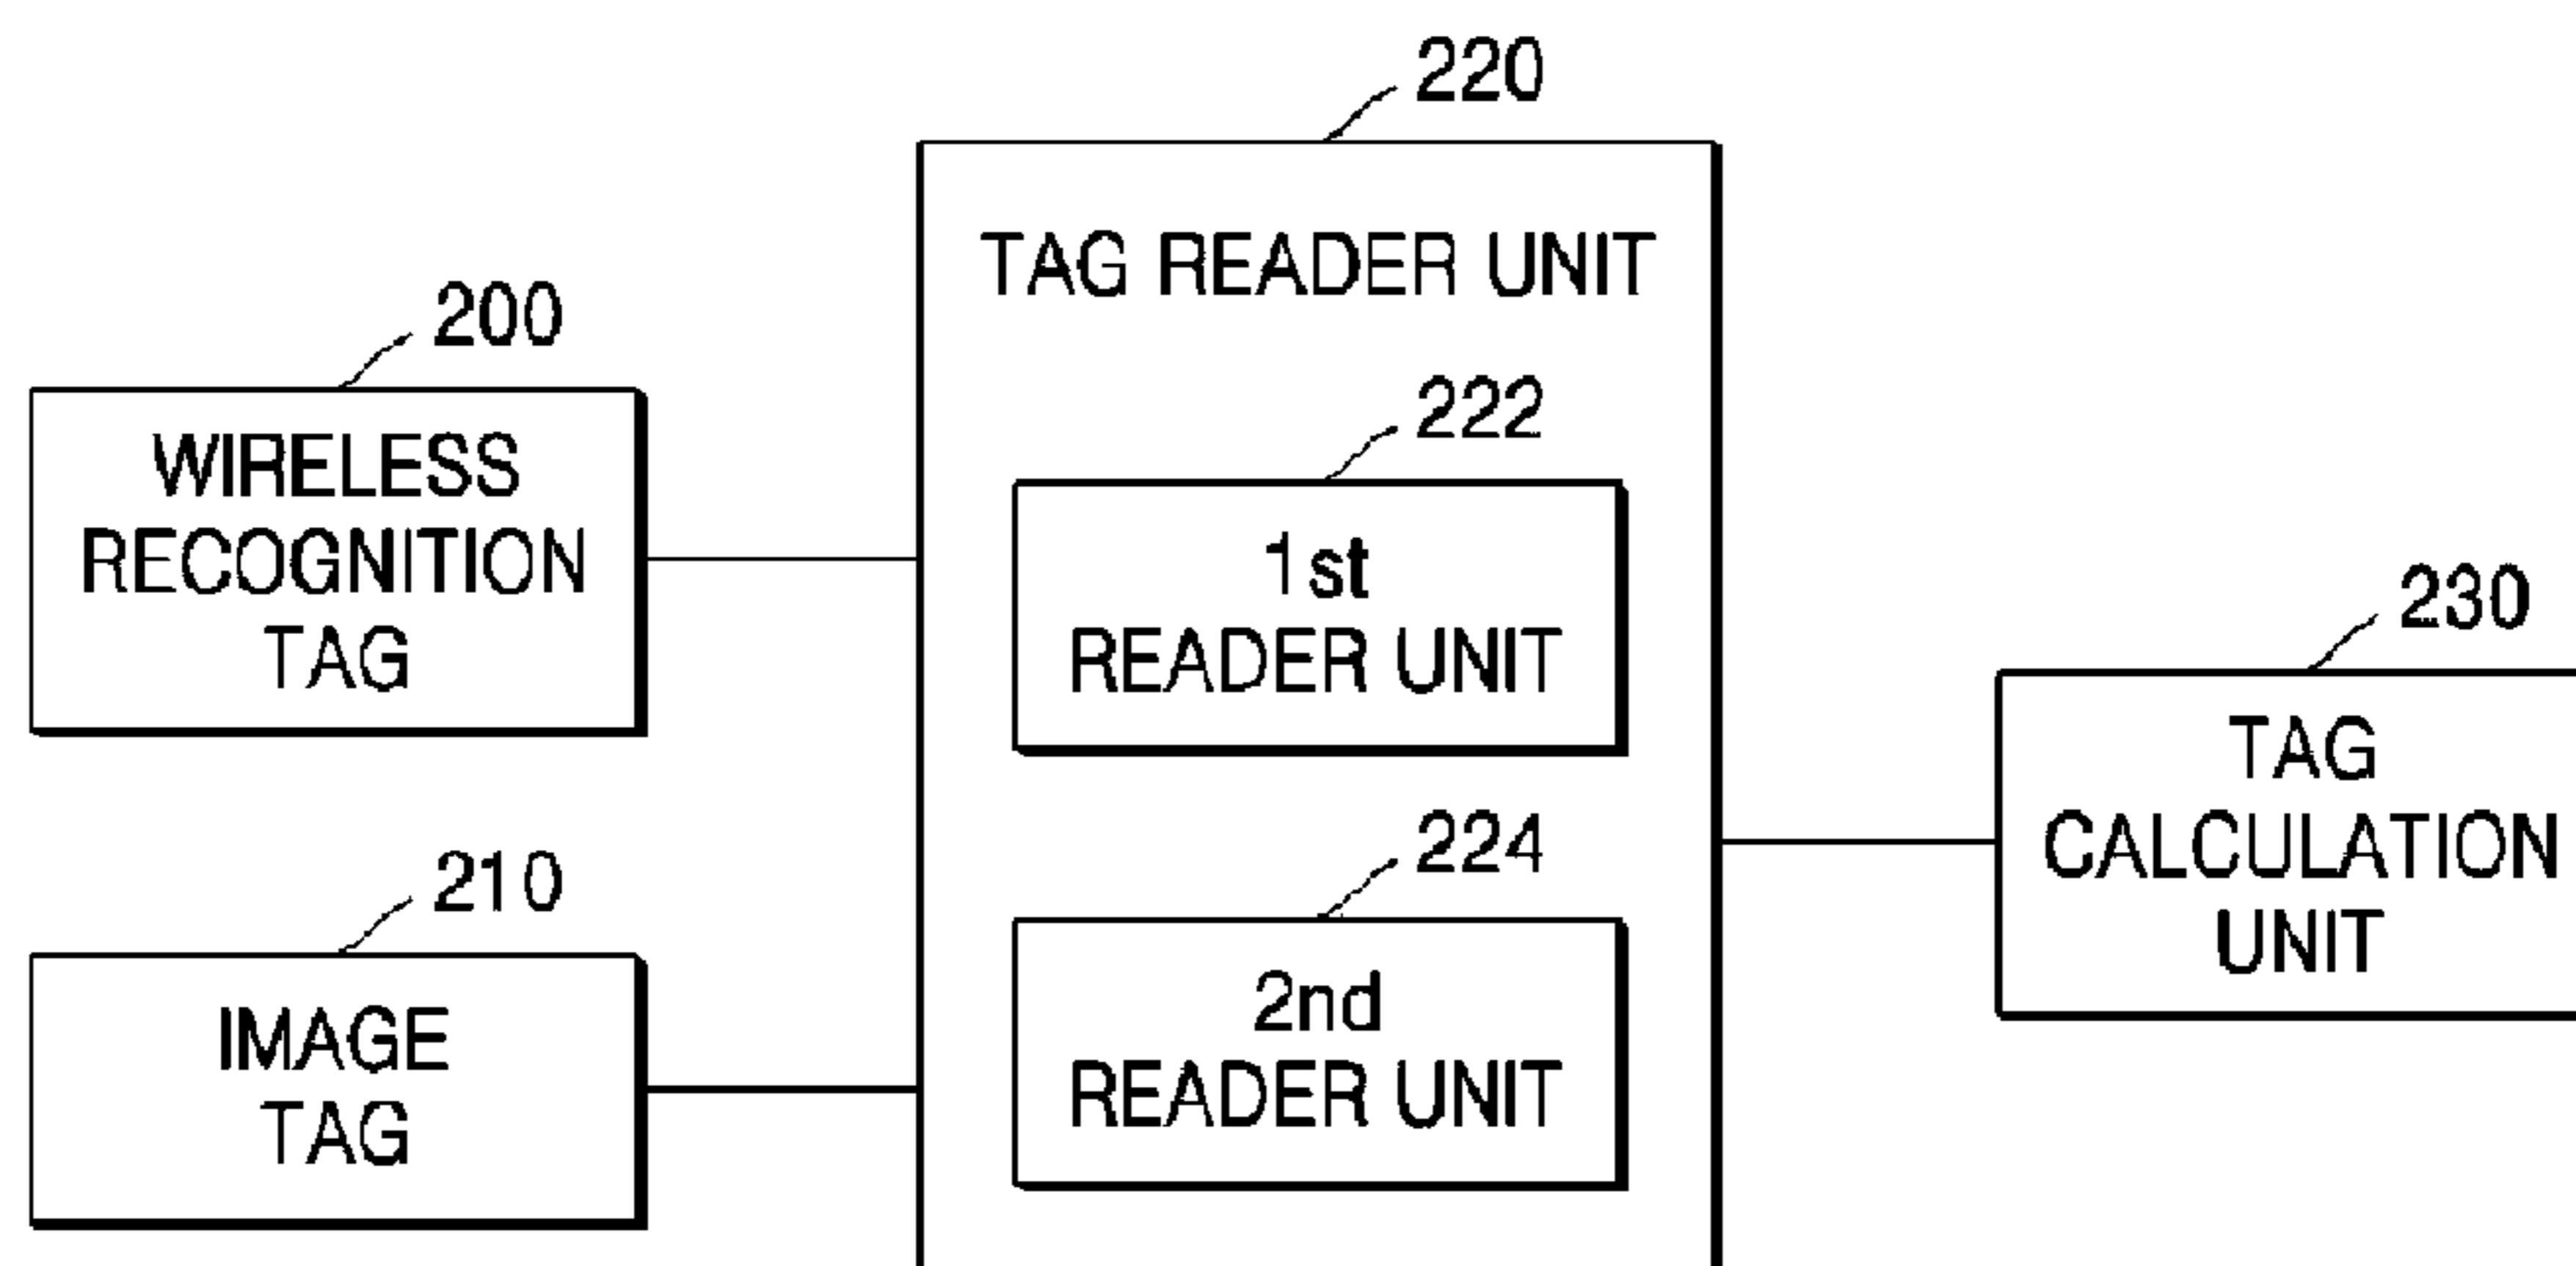 220
TAG READER UNIT
200
WIRELESS
RECOGNITION
TAG
222
1st
READER UNIT
210
IMAGE
TAG
224
2nd
READER UNIT
230
TAG
CALCULATION
UNIT